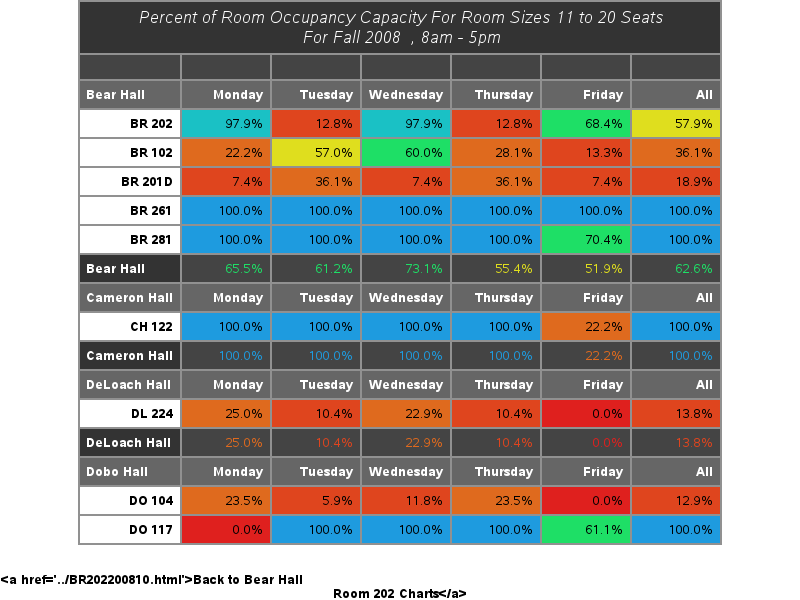 Percent of Room Occupancy Capacity For Room Sizes 11 to 20 Seats
For Fall 2008 , 8am - 5pm
Bear Hall Monday Tuesday Wednesday Thursday Friday All
BR 202 97.9% 12.8% 97.9% 12.8% 68.4% 57.9%
BR 102 22.2% 57.0% 60.0% 28.1% 13.3% 36.1%
BR 201D 7.4% 36.1% 7.4% 36.1% 7.4% 18.9%
BR 261 100.0% 100.0% 100.0% 100.0% 100.0% 100.0%
BR 281 100.0% 100.0% 100.0% 100.0% 70.4% 100.0%
Bear Hall 65.5% 61.2% 73.1% 55.4% 51.9% 62.6%
Cameron Hall Monday Tuesday Wednesday Thursday Friday All
CH 122 100.0% 100.0% 100.0% 100.0% 22.2% 100.0%
Cameron Hall 100.0% 100.0% 100.0% 100.0% 22.2% 100.0%
DeLoach Hall Monday Tuesday Wednesday Thursday Friday All
DL 224 25.0% 10.4% 22.9% 10.4% 0.0% 13.8%
DeLoach Hall 25.0% 10.4% 22.9% 10.4% 0.0% 13.8%
Dobo Hall Monday Tuesday Wednesday Thursday Friday All
DO 104 23.5% 5.9% 11.8% 23.5% 0.0% 12.9%
DO 117 0.0% 100.0% 100.0% 100.0% 61.1% 100.0%
<a href='../BR202200810.html'>Back to Bear Hall
Room 202 Charts</a>